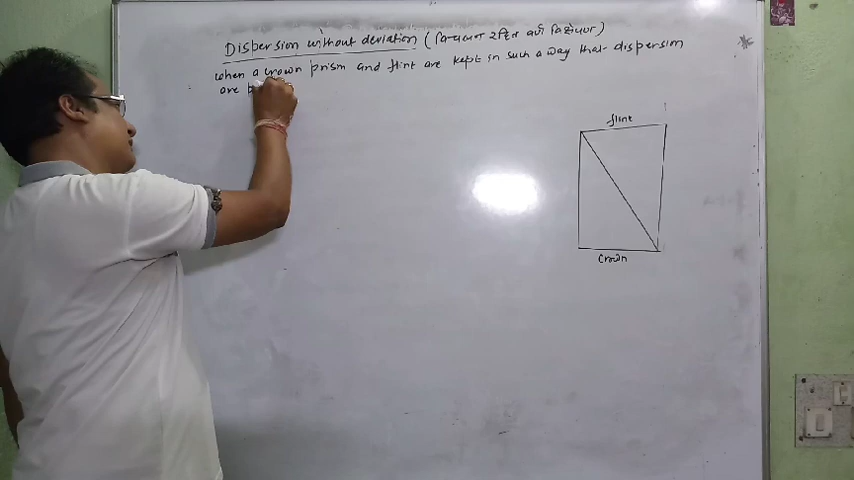 Dispersion without deviation (विचलन रहित वर्ण विक्षेपण)
when a crown prism and flint are kept in such a way that dispersion
are
flint
crown